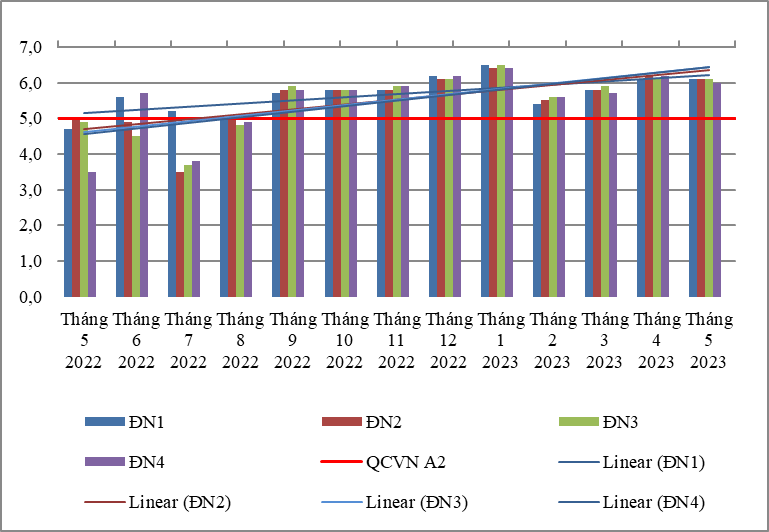 7,0
6,0
5,0
4,0
3,0
2,0
1,0
0,0
Tháng Tháng Tháng Tháng Tháng Tháng Tháng Tháng Tháng Tháng Tháng Tháng Tháng
5 6 7 8 9 10 11 12 1 2 3 4 5
2022 2022 2022 2022 2022 2022 2022 2022 2023 2023 2023 2023 2023
ĐN1 ĐN2 ĐN3
ĐN4 QCVN A2 Linear (ĐN1)
Linear (ĐN2) Linear (ĐN3) Linear (ĐN4)